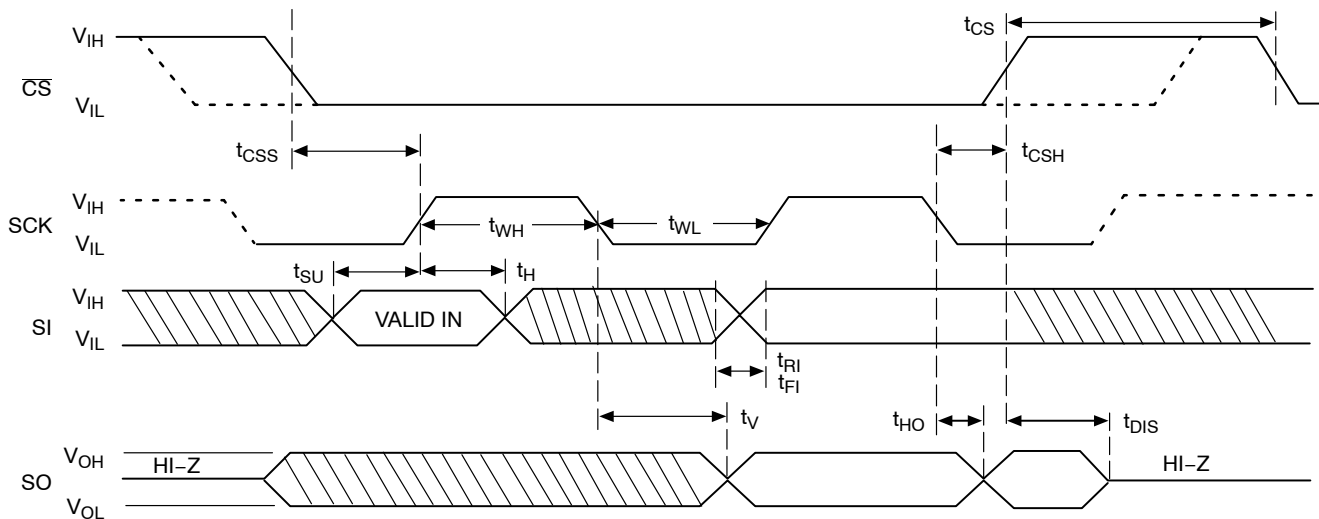 t_CS
V_IH
C̅S̅
V_IL
t_CSS
t_CSH
V_IH
SCK
t_WH
t_WL
V_IL
t_SU
t_H
V_IH
SI
VALID IN
V_IL
t_RI
t_FI
t_V
t_HO
t_DIS
V_OH
HI–Z
HI–Z
SO
V_OL